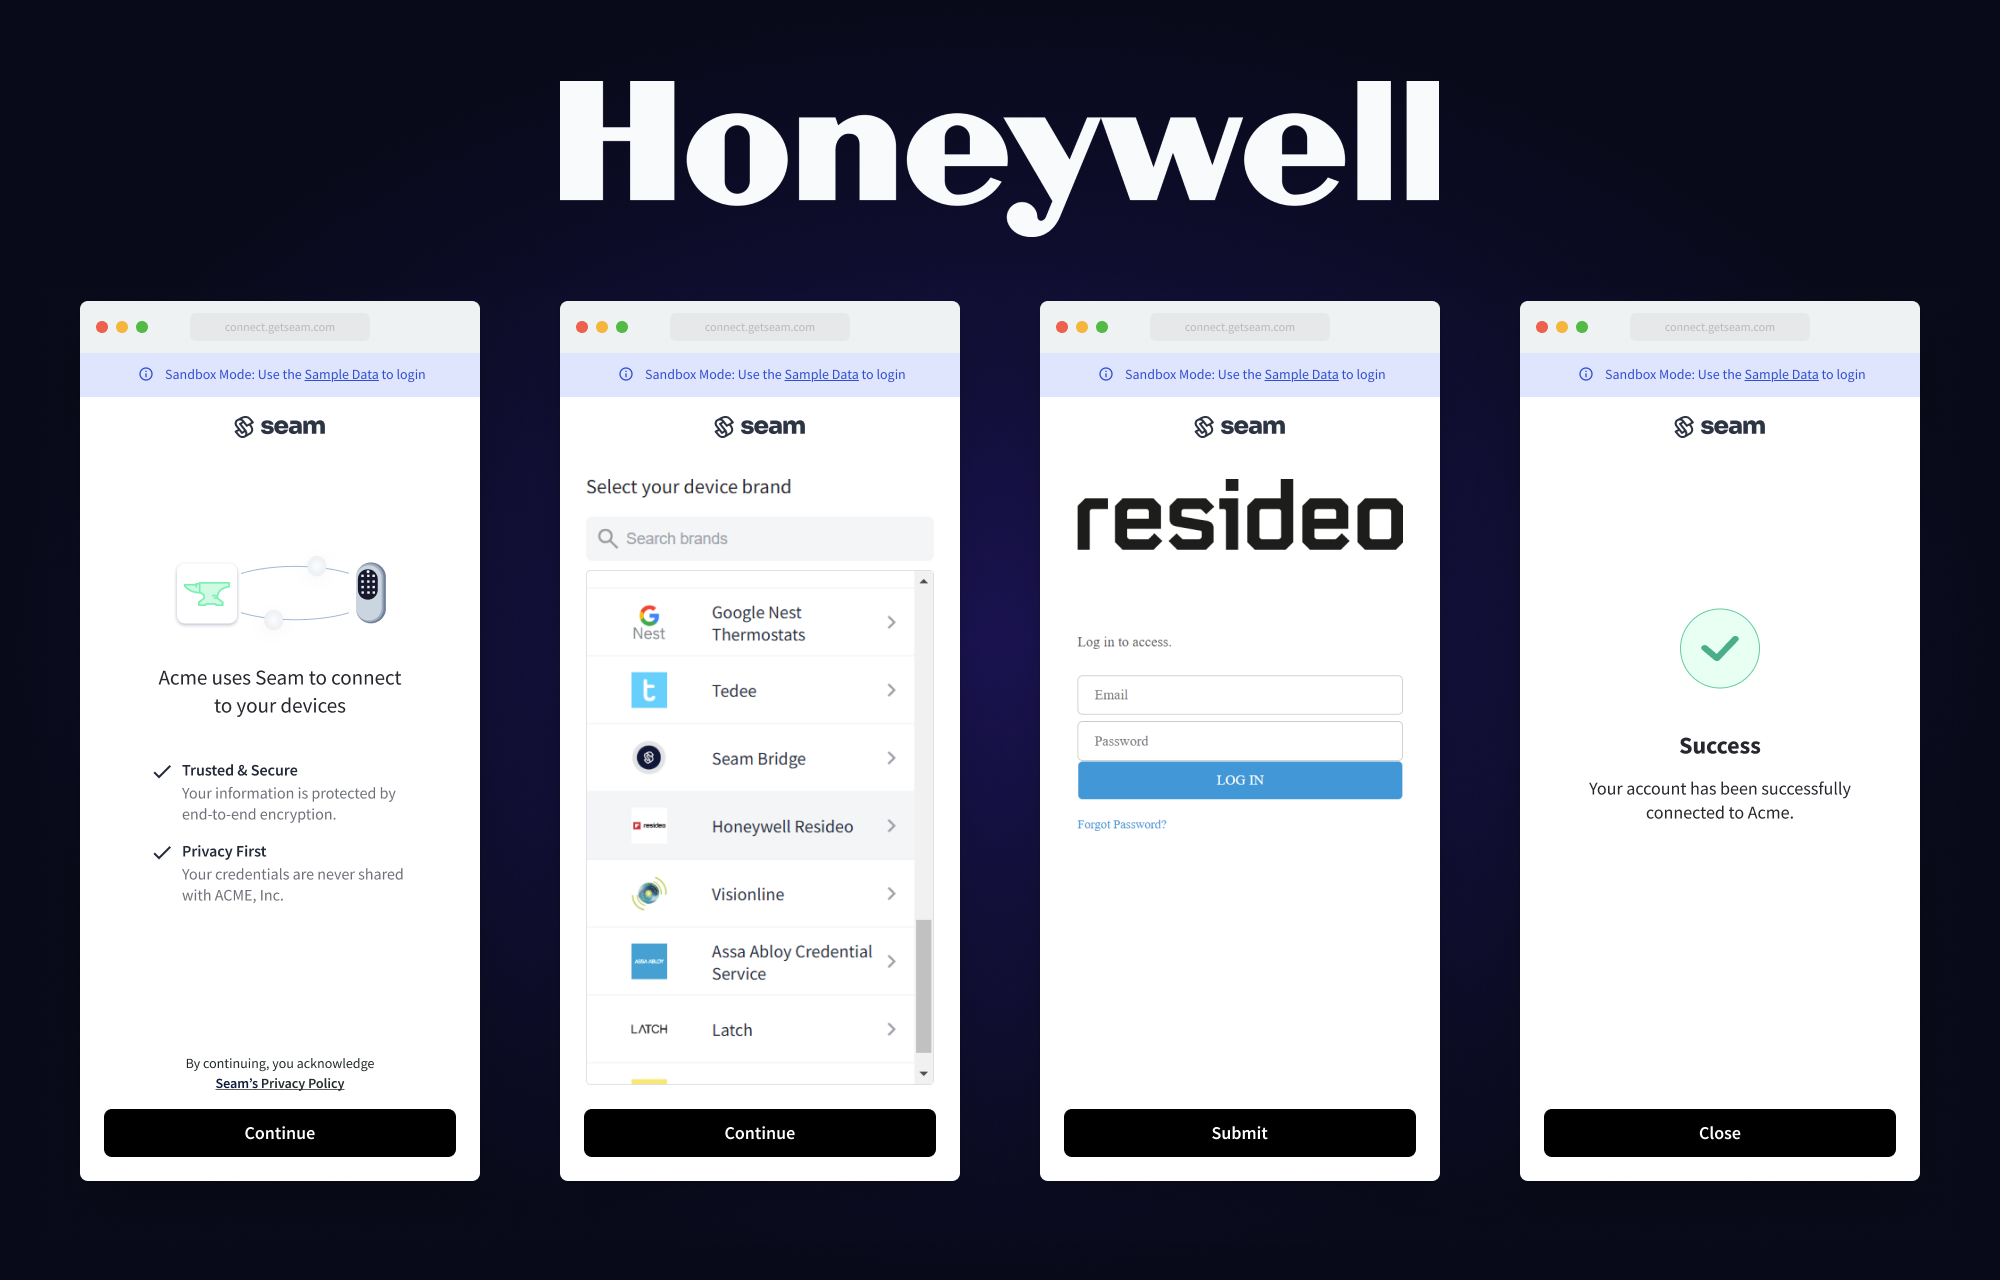 Honeywell
connect.getseam.com
Sandbox Mode: Use the Sample Data to login
seam
Acme uses Seam to connect
to your devices
Trusted & Secure
Your information is protected by
end-to-end encryption.
Privacy First
Your credentials are never shared
with ACME, Inc.
By continuing, you acknowledge
Seam's Privacy Policy
Continue
connect.getseam.com
Sandbox Mode: Use the Sample Data to login
seam
Select your device brand
Search brands
Nest
Google Nest
Thermostats
t
Tedee
Seam Bridge
resideo
Honeywell Resideo
Visionline
ASSA ABLOY
Assa Abloy Credential
Service
LATCH
Latch
Continue
connect.getseam.com
Sandbox Mode: Use the Sample Data to login
seam
resideo
Log in to access.
Email
Password
LOG IN
Forgot Password?
Submit
connect.getseam.com
Sandbox Mode: Use the Sample Data to login
seam
Success
Your account has been successfully
connected to Acme.
Close